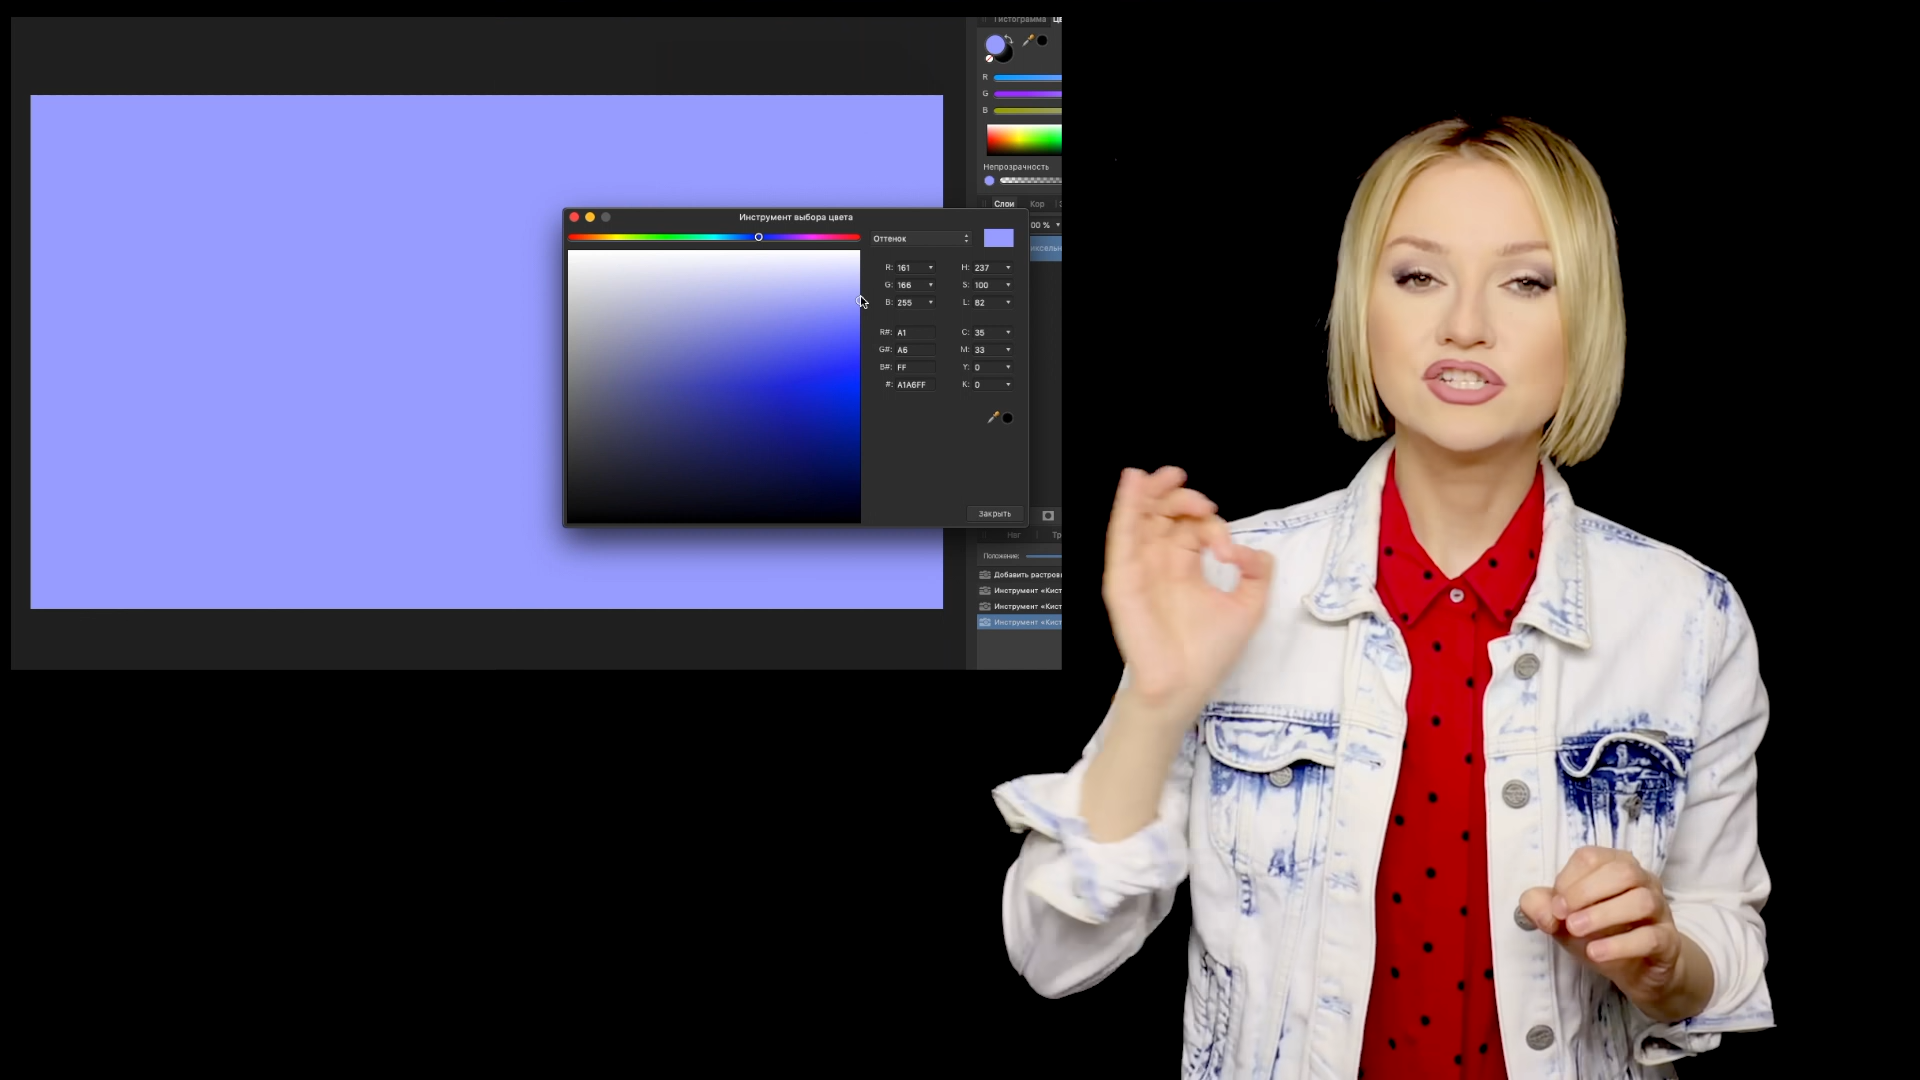 Гистограмма
R
G
B
Непрозрачность
Слои Кор
00 %
Инструмент выбора цвета
Оттенок
R: 161 H: 237
G: 166 S: 100
B: 255 L: 82
R#: A1 C: 35
G#: A6 M: 33
B#: FF Y: 0
#: A1A6FF K: 0
Закрыть
Положение:
Добавить растров
Инструмент «Кист
Инструмент «Кист
Инструмент «Кист